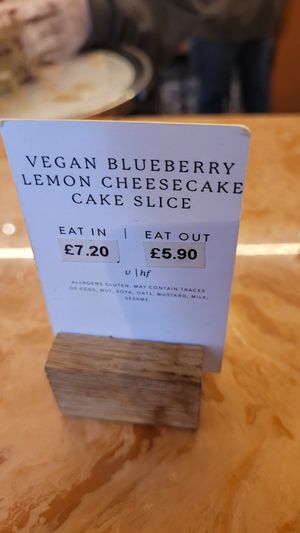 VEGAN BLUEBERRY
LEMON CHEESECAKE
CAKE SLICE
EAT IN | EAT OUT
£7.20 £5.90
v | hf
ALLRGENS GLUTEN, MAY CONTAIN TRACES
OF EGGS, NUT, SOYA, OATS, MUSTARD, MILK,
SESAME.